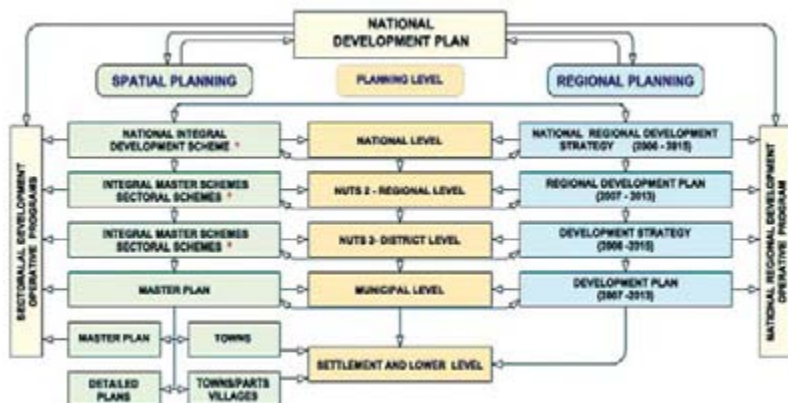 NATIONAL
DEVELOPMENT PLAN
SPATIAL PLANNING
PLANNING LEVEL
REGIONAL PLANNING
SECTORAL DEVELOPMENT
OPERATIVE PROGRAMS
NATIONAL INTEGRAL
DEVELOPMENT SCHEME *
NATIONAL LEVEL
NATIONAL REGIONAL DEVELOPMENT
STRATEGY (2006 - 2015)
INTEGRAL MASTER SCHEMES
SECTORAL SCHEMES *
NUTS 2 - REGIONAL LEVEL
REGIONAL DEVELOPMENT PLAN
(2007 - 2013)
INTEGRAL MASTER SCHEMES
SECTORAL SCHEMES *
NUTS 3- DISTRICT LEVEL
DEVELOPMENT STRATEGY
(2006 -2015)
MASTER PLAN
MUNICIPAL LEVEL
DEVELOPMENT PLAN
(2007 -2013)
NATIONAL REGIONAL DEVELOPMENT
OPERATIVE PROGRAM
MASTER PLAN
TOWNS
SETTLEMENT AND LOWER LEVEL
DETAILED
PLANS
TOWNS/PARTS
VILLAGES